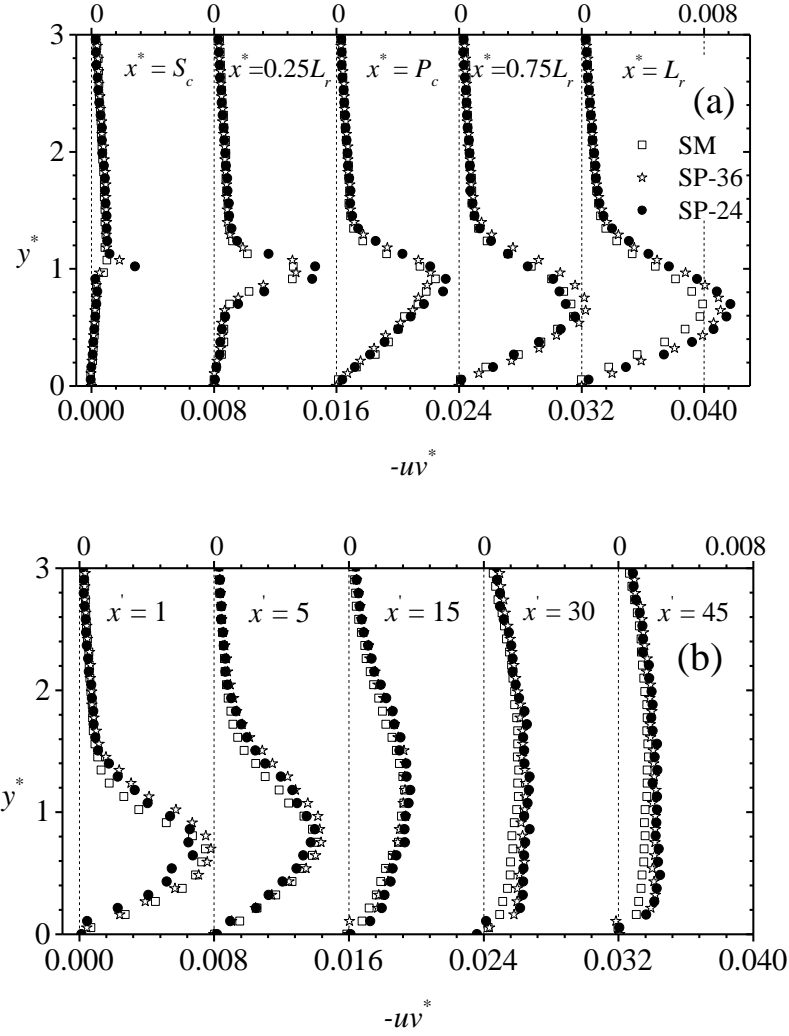 0 0 0 0 0 0.008
3
x* = Sc x* =0.25Lr x* = Pc x* =0.75Lr x* = Lr
(a)
SM
2
SP-36
SP-24
y*
1
0
0.000 0.008 0.016 0.024 0.032 0.040
-uv*
0 0 0 0 0 0.008
3
x' = 1 x' = 5 x' = 15 x' = 30 x' = 45
(b)
2
y*
1
0
0.000 0.008 0.016 0.024 0.032 0.040
-uv*